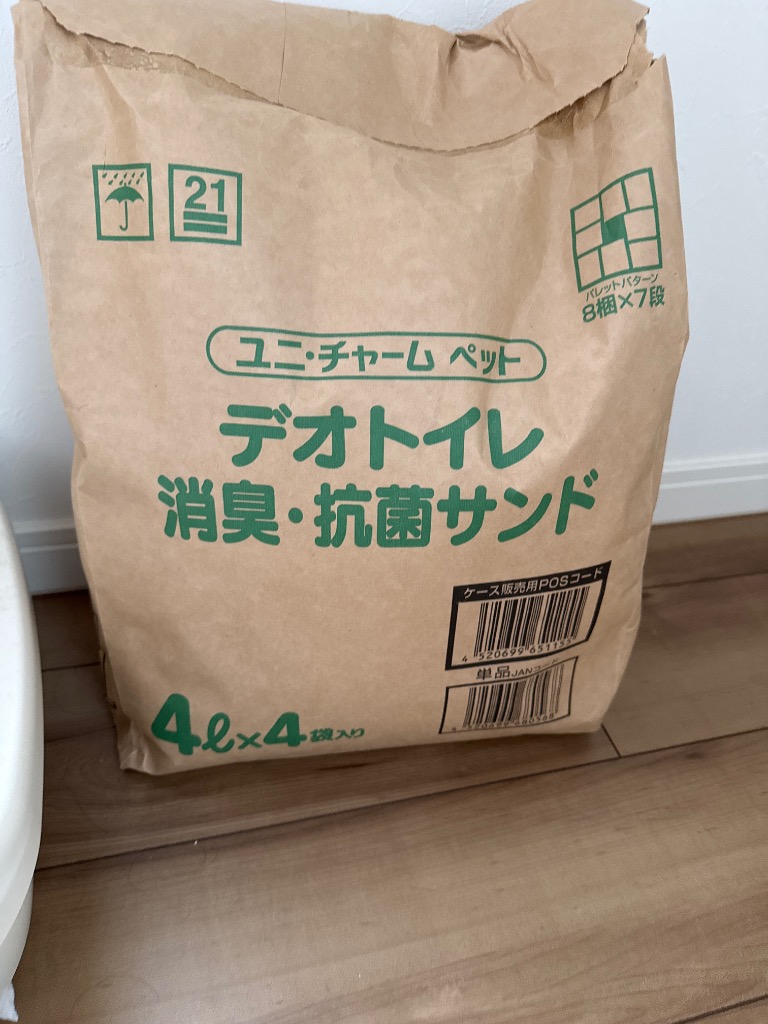 21
パレットパターン
8梱×7段
ユニ・チャーム ペット
デオトイレ
消臭・抗菌サンド
ケース販売用POSコード
4 520699 651155
単品JANコード
4ℓ×4袋入り